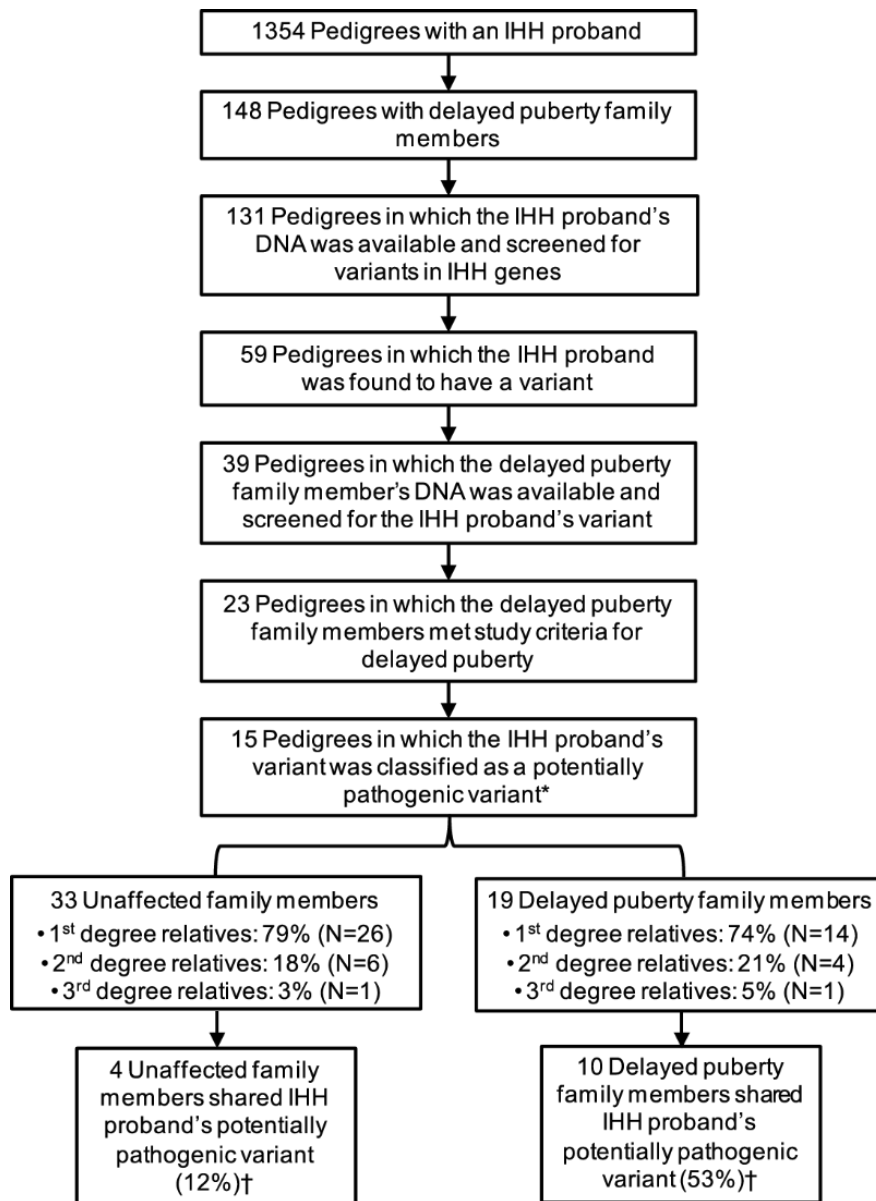 1354 Pedigrees with an IHH proband
148 Pedigrees with delayed puberty family
members
131 Pedigrees in which the IHH proband's
DNA was available and screened for
variants in IHH genes
59 Pedigrees in which the IHH proband
was found to have a variant
39 Pedigrees in which the delayed puberty
family member's DNA was available and
screened for the IHH proband's variant
23 Pedigrees in which the delayed puberty
family members met study criteria for
delayed puberty
15 Pedigrees in which the IHH proband's
variant was classified as a potentially
pathogenic variant*
33 Unaffected family members
• 1st degree relatives: 79% (N=26)
• 2nd degree relatives: 18% (N=6)
• 3rd degree relatives: 3% (N=1)
19 Delayed puberty family members
• 1st degree relatives: 74% (N=14)
• 2nd degree relatives: 21% (N=4)
• 3rd degree relatives: 5% (N=1)
4 Unaffected family
members shared IHH
proband's potentially
pathogenic variant
(12%)†
10 Delayed puberty
family members shared
IHH proband's
potentially pathogenic
variant (53%)†